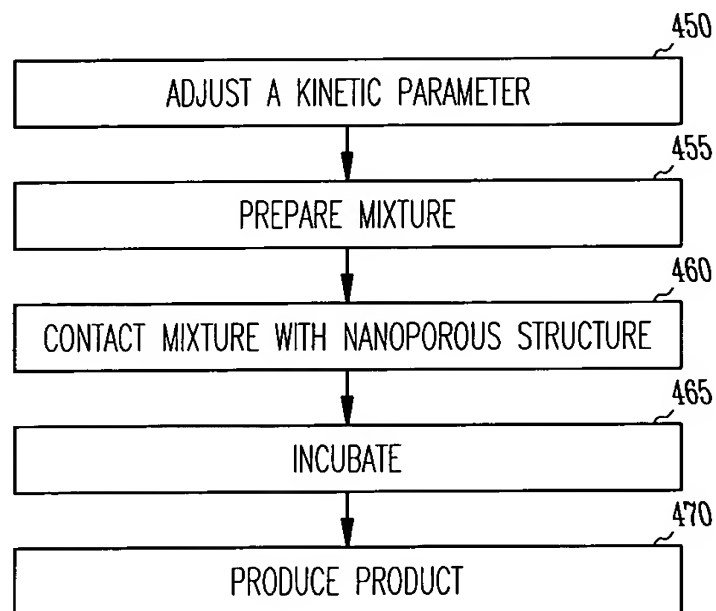 450
ADJUST A KINETIC PARAMETER
455
PREPARE MIXTURE
460
CONTACT MIXTURE WITH NANOPOROUS STRUCTURE
465
INCUBATE
470
PRODUCE PRODUCT